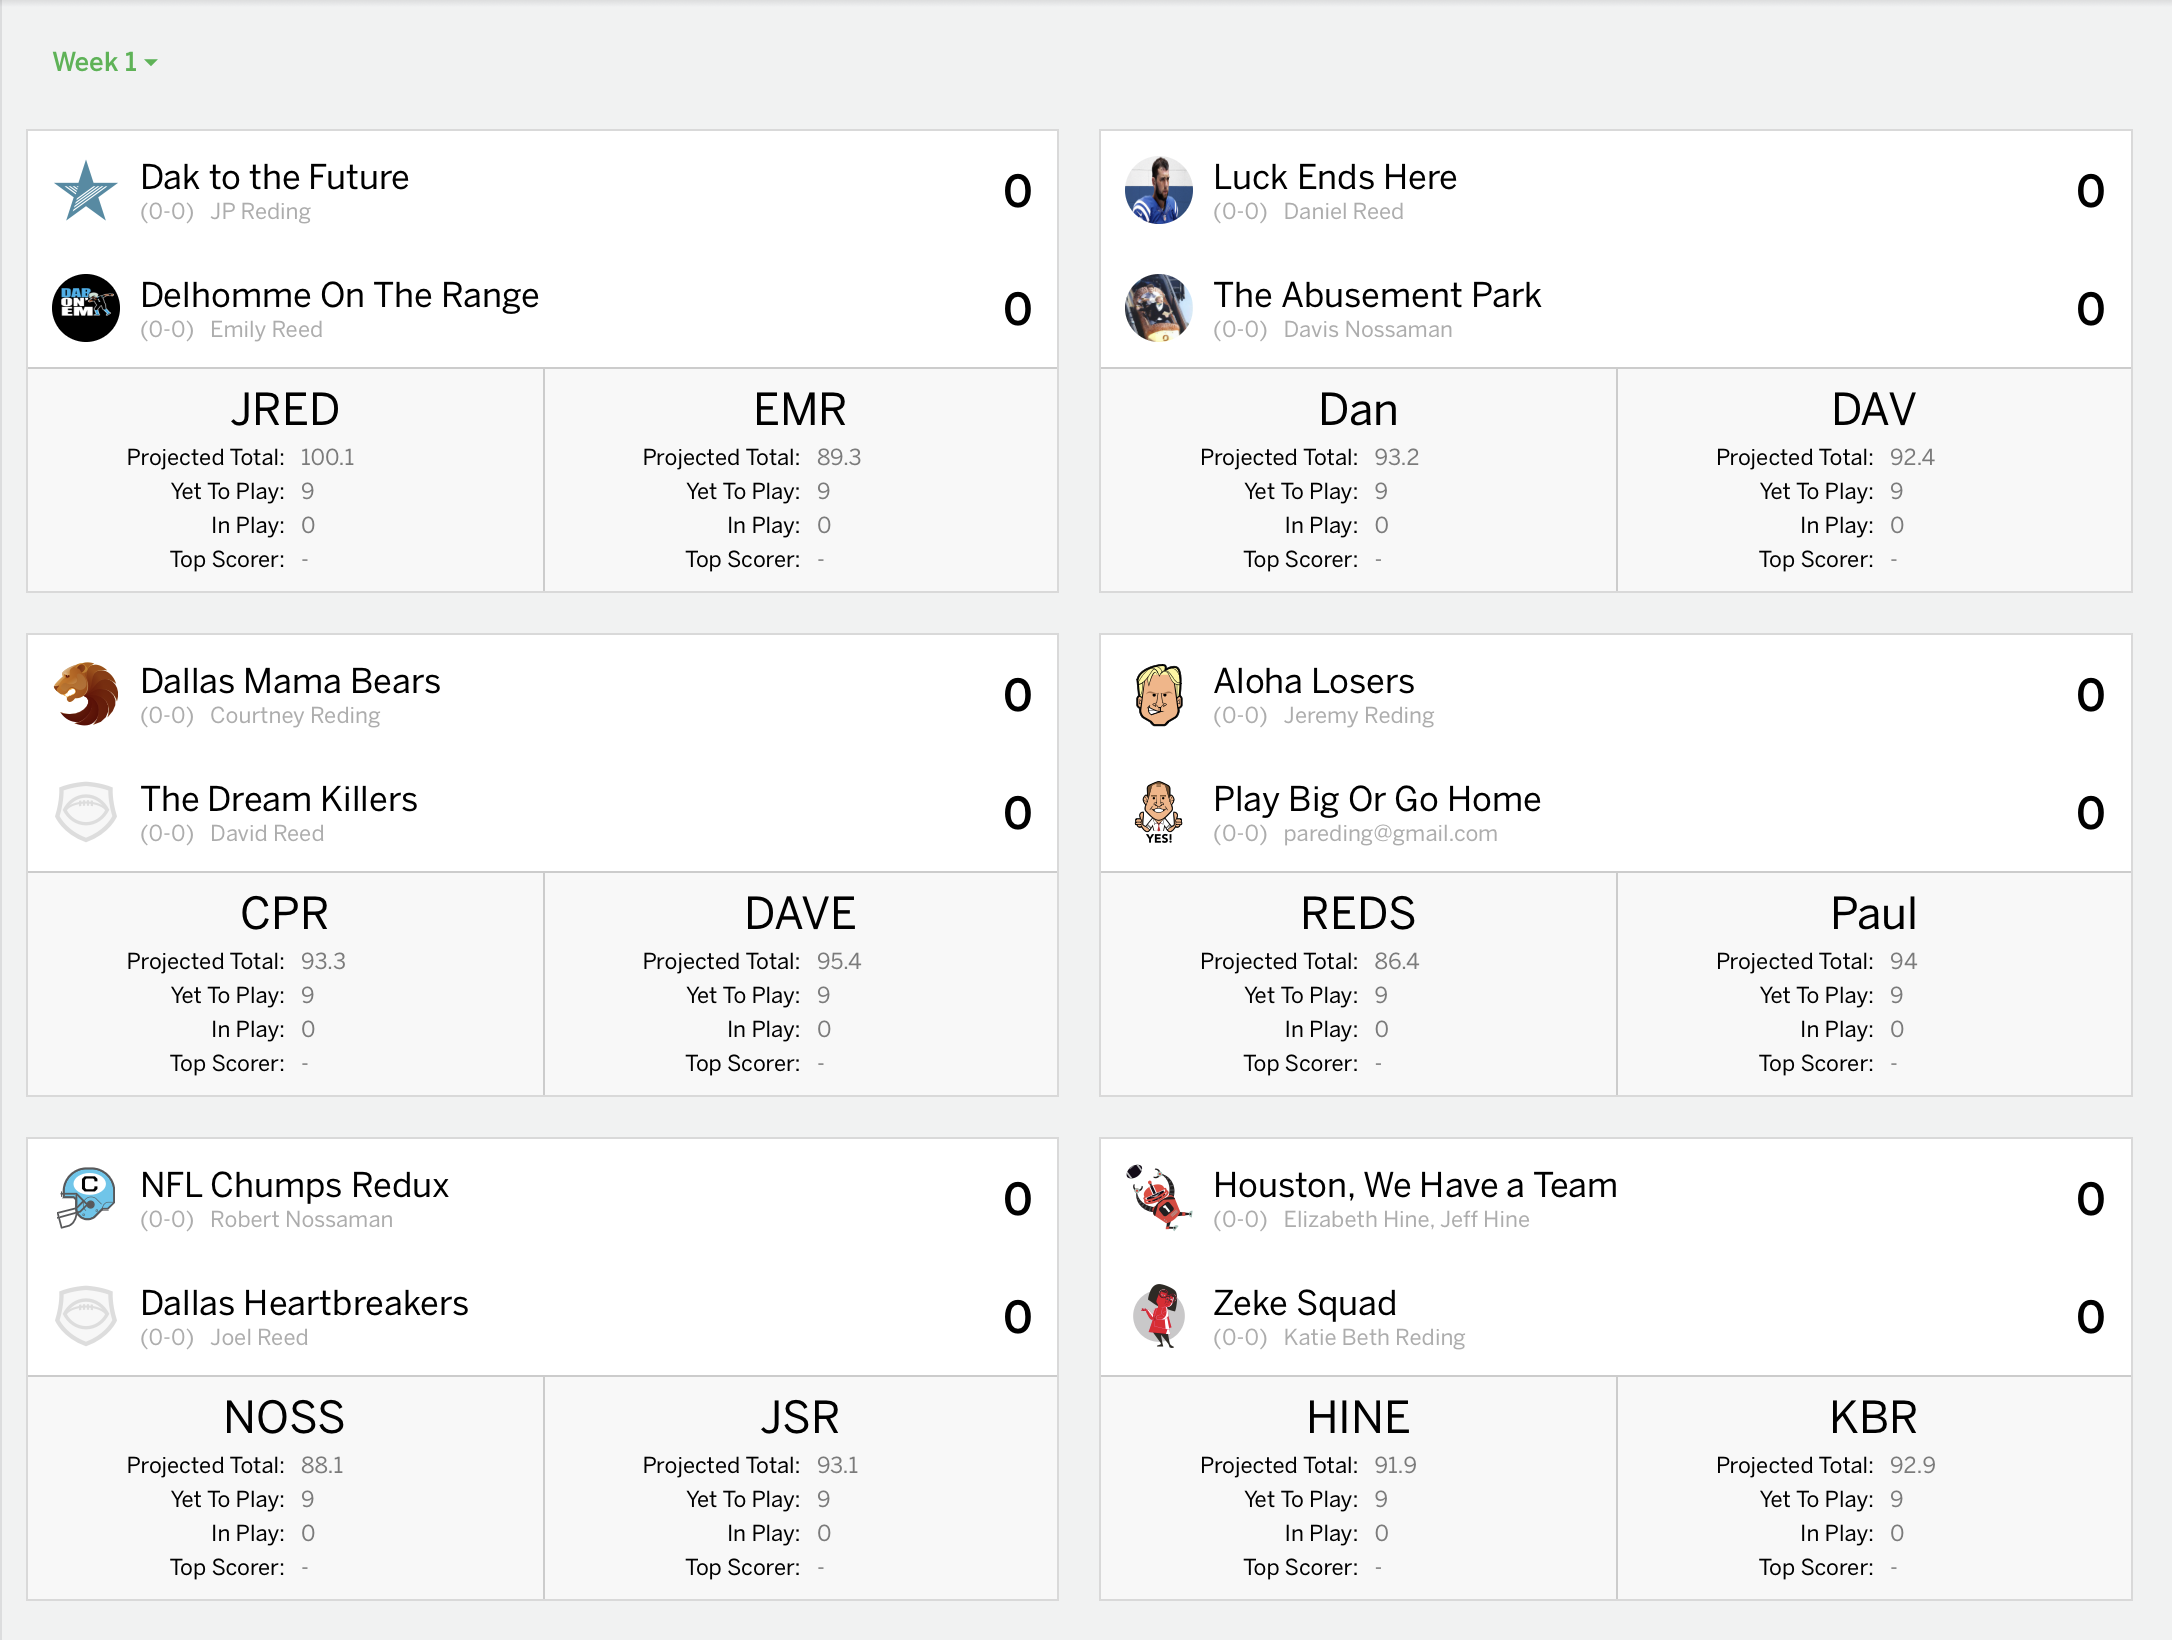 Week 1
Dak to the Future
0
(0-0) JP Reding
DAB
ON'
EM
Delhomme On The Range
0
(0-0) Emily Reed
JRED
Projected Total: 100.1
Yet To Play: 9
In Play: 0
Top Scorer: -
EMR
Projected Total: 89.3
Yet To Play: 9
In Play: 0
Top Scorer: -
Luck Ends Here
0
(0-0) Daniel Reed
The Abusement Park
0
(0-0) Davis Nossaman
Dan
Projected Total: 93.2
Yet To Play: 9
In Play: 0
Top Scorer: -
DAV
Projected Total: 92.4
Yet To Play: 9
In Play: 0
Top Scorer: -
Dallas Mama Bears
0
(0-0) Courtney Reding
The Dream Killers
0
(0-0) David Reed
CPR
Projected Total: 93.3
Yet To Play: 9
In Play: 0
Top Scorer: -
DAVE
Projected Total: 95.4
Yet To Play: 9
In Play: 0
Top Scorer: -
Aloha Losers
0
(0-0) Jeremy Reding
YES!
Play Big Or Go Home
0
(0-0) pareding@gmail.com
REDS
Projected Total: 86.4
Yet To Play: 9
In Play: 0
Top Scorer: -
Paul
Projected Total: 94
Yet To Play: 9
In Play: 0
Top Scorer: -
C
NFL Chumps Redux
0
(0-0) Robert Nossaman
Dallas Heartbreakers
0
(0-0) Joel Reed
NOSS
Projected Total: 88.1
Yet To Play: 9
In Play: 0
Top Scorer: -
JSR
Projected Total: 93.1
Yet To Play: 9
In Play: 0
Top Scorer: -
1
Houston, We Have a Team
0
(0-0) Elizabeth Hine, Jeff Hine
Zeke Squad
0
(0-0) Katie Beth Reding
HINE
Projected Total: 91.9
Yet To Play: 9
In Play: 0
Top Scorer: -
KBR
Projected Total: 92.9
Yet To Play: 9
In Play: 0
Top Scorer: -